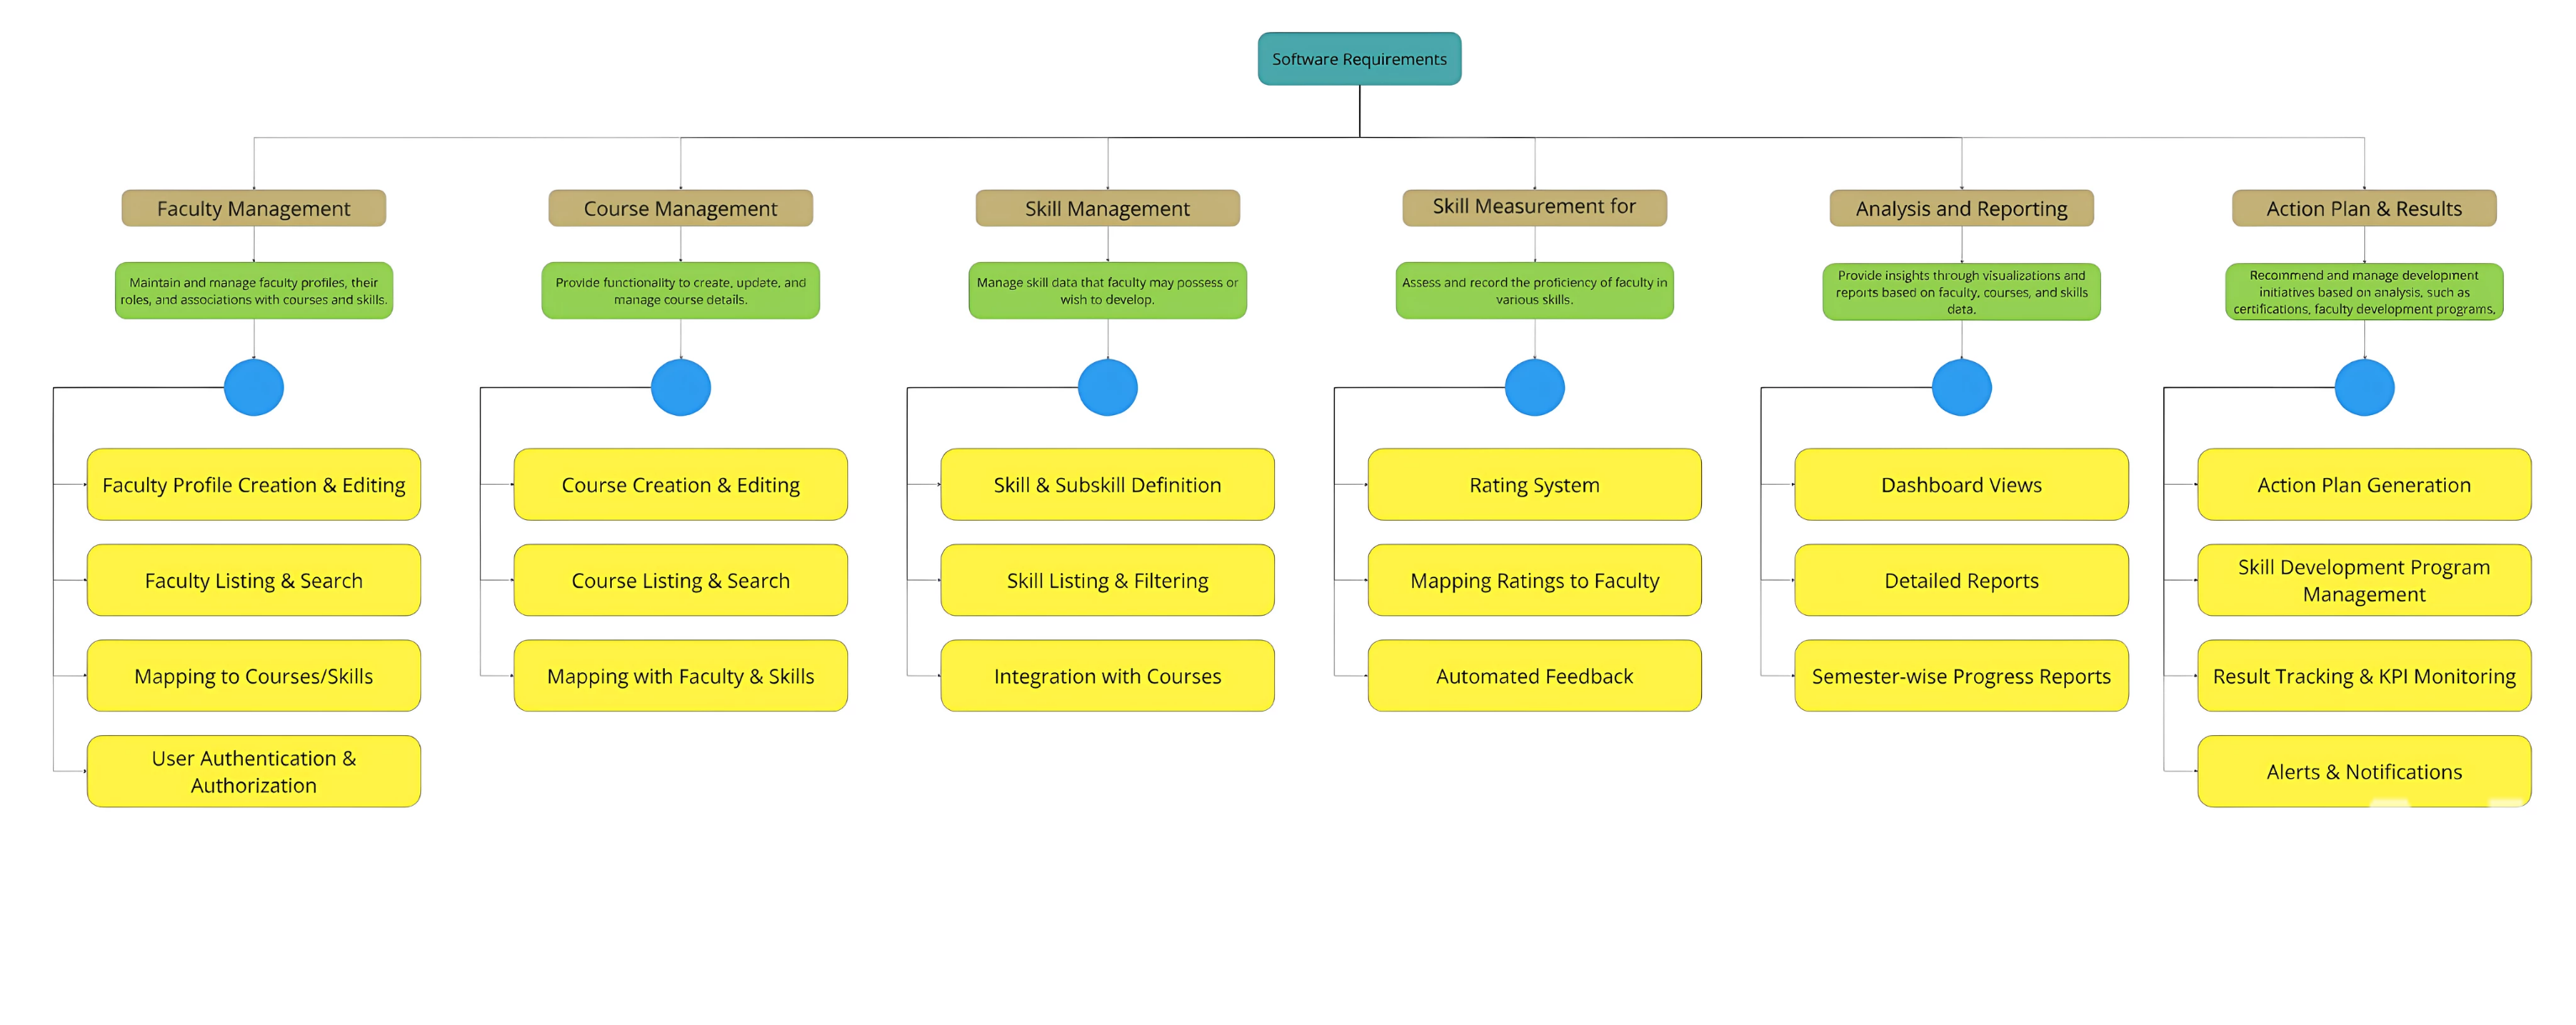 Software Requirements
Faculty Management
Course Management
Skill Management
Skill Measurement for
Analysis and Reporting
Action Plan & Results
Maintain and manage faculty profiles, their
roles, and associations with courses and skills.
Provide functionality to create, update, and
manage course details.
Manage skill data that faculty may possess or
wish to develop.
Assess and record the proficiency of faculty in
various skills.
Provide insights through visualizations and
reports based on faculty, courses, and skills
data.
Recommend and manage development
initiatives based on analysis, such as
certifications, faculty development programs,
Faculty Profile Creation & Editing
Course Creation & Editing
Skill & Subskill Definition
Rating System
Dashboard Views
Action Plan Generation
Faculty Listing & Search
Course Listing & Search
Skill Listing & Filtering
Mapping Ratings to Faculty
Detailed Reports
Skill Development Program
Management
Mapping to Courses/Skills
Mapping with Faculty & Skills
Integration with Courses
Automated Feedback
Semester-wise Progress Reports
Result Tracking & KPI Monitoring
User Authentication &
Authorization
Alerts & Notifications